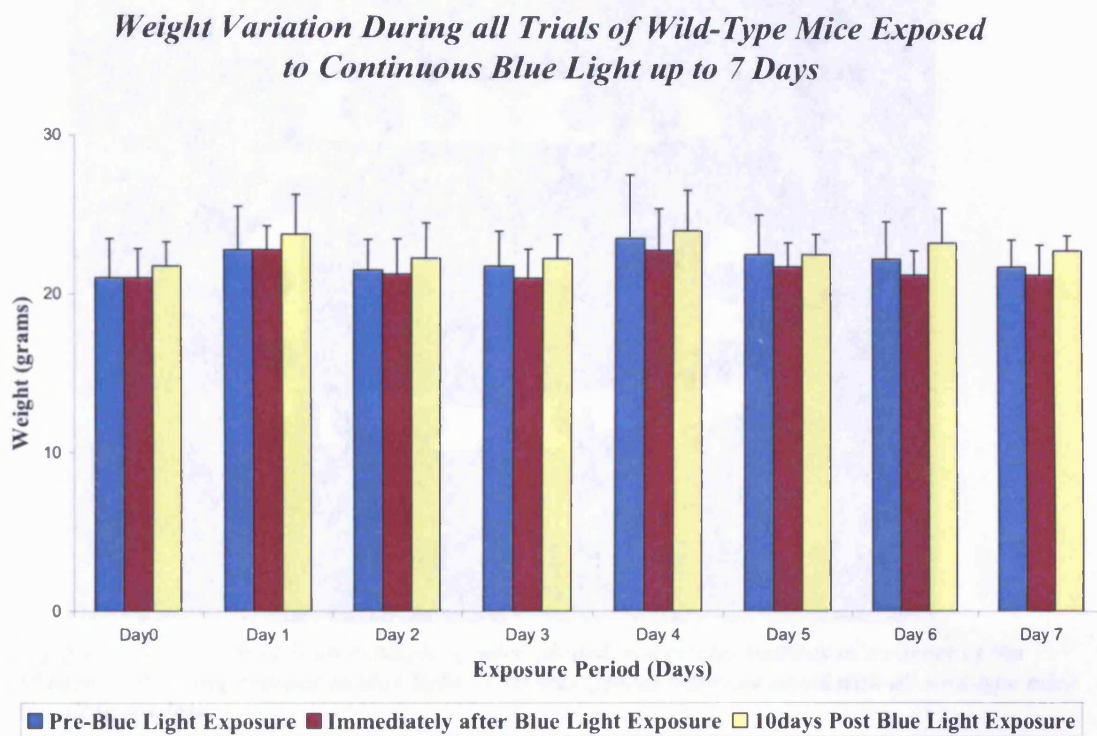 Weight Variation During all Trials of Wild-Type Mice Exposed
to Continuous Blue Light up to 7 Days
30
20
10
0
Weight (grams)
Day0 Day 1 Day 2 Day 3 Day 4 Day 5 Day 6 Day 7
Exposure Period (Days)
Pre-Blue Light Exposure Immediately after Blue Light Exposure 10days Post Blue Light Exposure